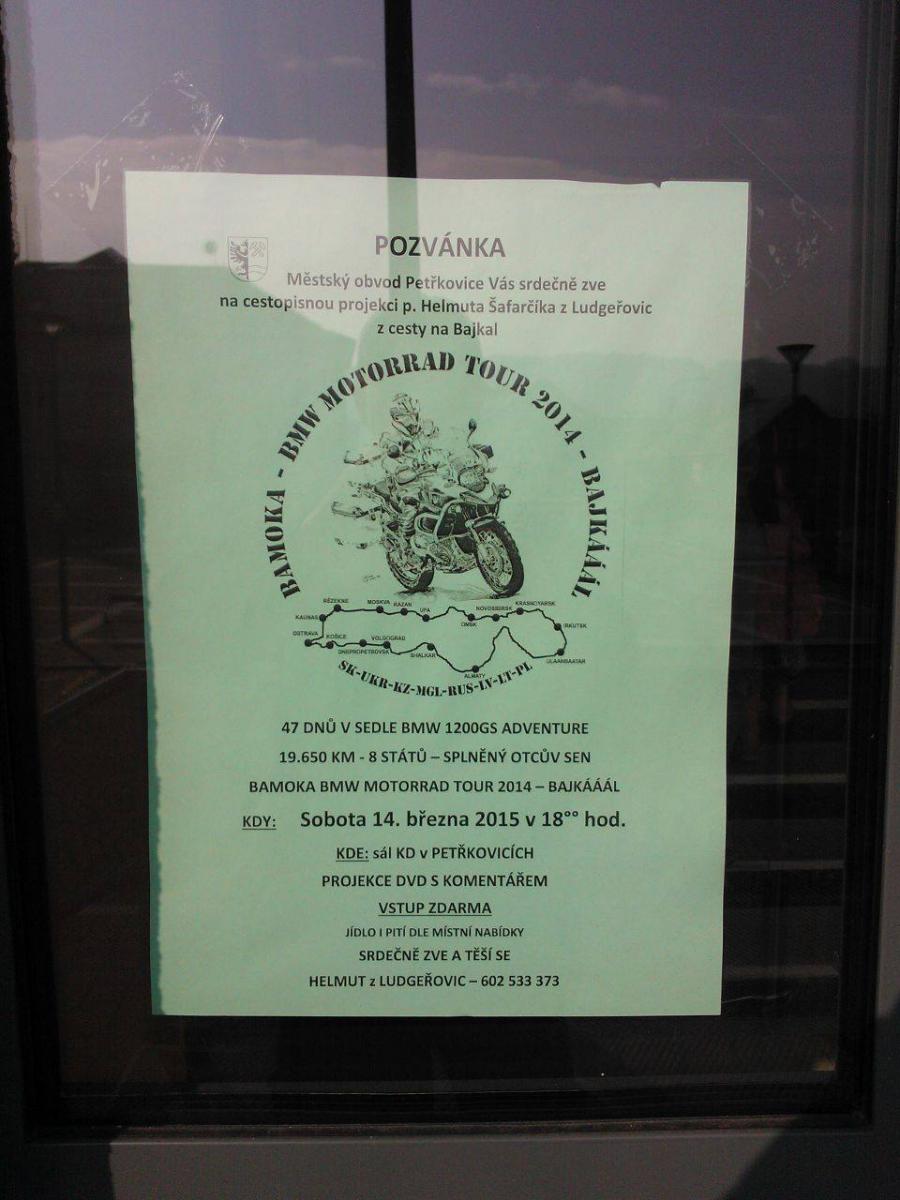 POZVÁNKA
Městský obvod Petřkovice Vás srdečně zve
na cestopisnou projekci p. Helmuta Šafarčíka z Ludgeřovic
z cesty na Bajkal
BAMOKA - BMW MOTORRAD TOUR 2014 - BAJKÁÁÁL
RĒZEKNE MOSKVA KAZAN UPA OMSK NOVOSIBIRSK KRASNOYARSK
KAUNAS IRKUTSK
OSTRAVA KOŠICE DNEPROPETROVSK VOLGOGRAD SHALKAR ALMATY ULAANBAATAR
SK-UKR-KZ-MGL-RUS-LV-LT-PL
47 DNŮ V SEDLE BMW 1200GS ADVENTURE
19.650 KM - 8 STÁTŮ – SPLNĚNÝ OTCŮV SEN
BAMOKA BMW MOTORRAD TOUR 2014 – BAJKÁÁÁL
KDY: Sobota 14. března 2015 v 18°° hod.
KDE: sál KD v PETŘKOVICÍCH
PROJEKCE DVD S KOMENTÁŘEM
VSTUP ZDARMA
JÍDLO I PITÍ DLE MÍSTNÍ NABÍDKY
SRDEČNĚ ZVE A TĚŠÍ SE
HELMUT z LUDGEŘOVIC – 602 533 373